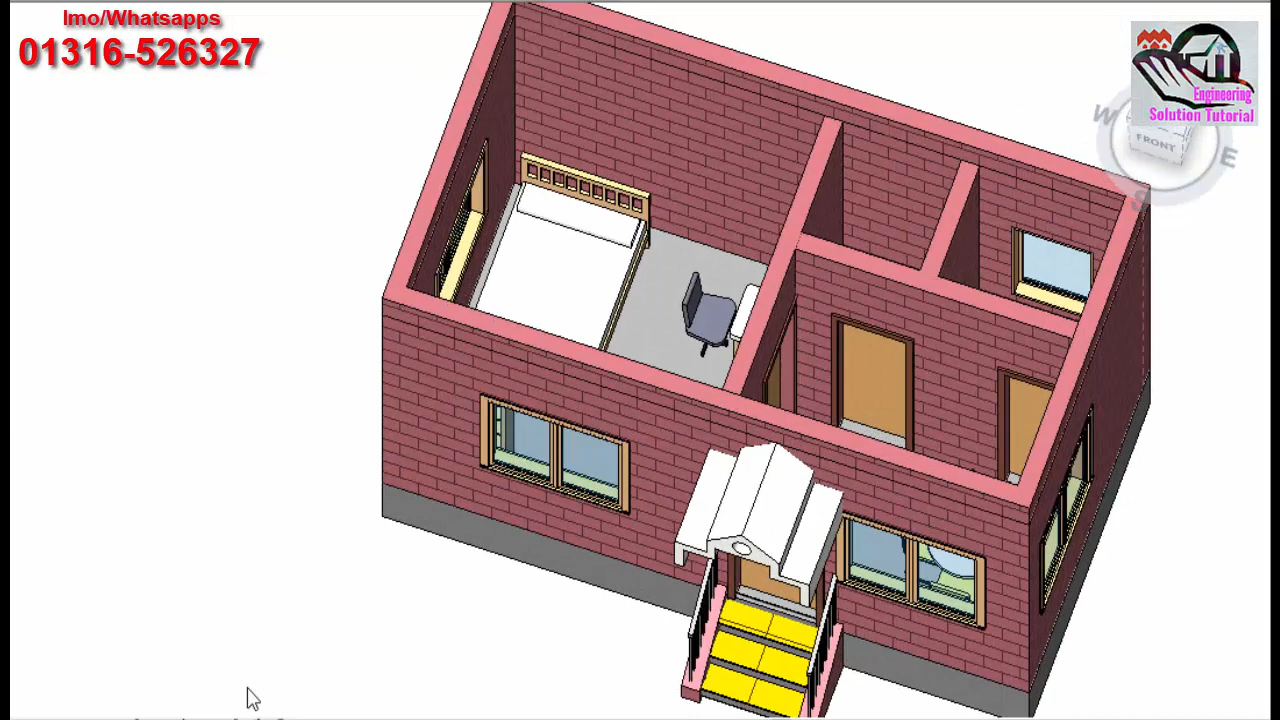 Imo/Whatsapps
01316-526327
Engineering
Solution Tutorial
W
FRONT
E
S